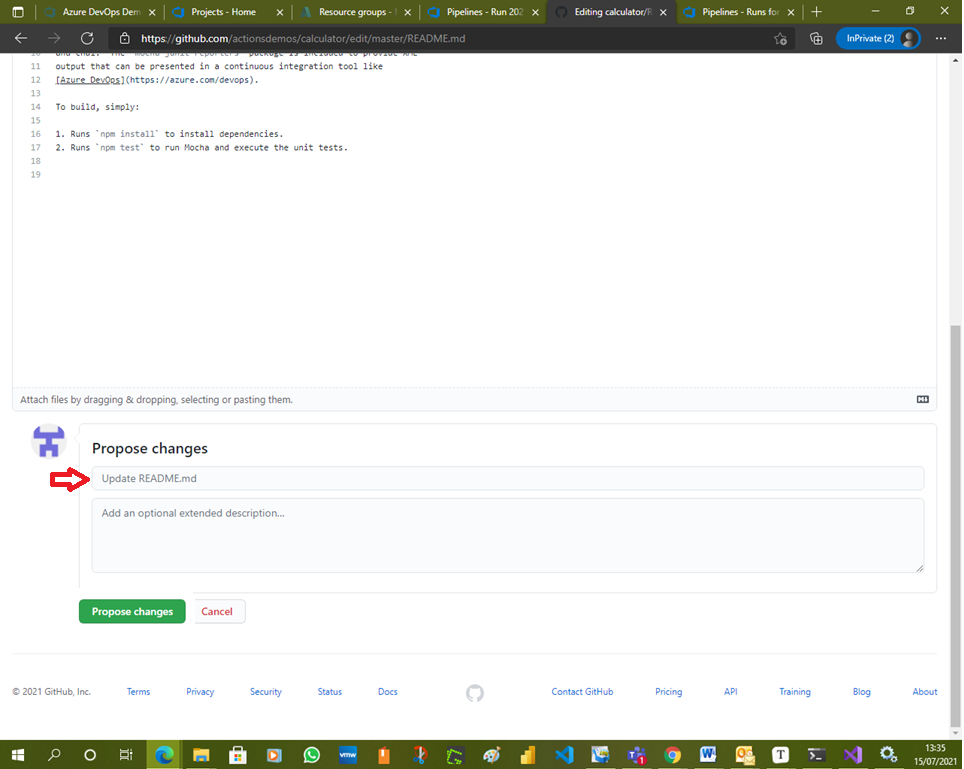 Azure DevOps Dem
Projects - Home
Resource groups -
Pipelines - Run 202
Editing calculator/R
Pipelines - Runs for
https://github.com/actionsdemos/calculator/edit/master/README.md
InPrivate (2)
11 output that can be presented in a continuous integration tool like
12 [Azure DevOps](https://azure.com/devops).
13
14 To build, simply:
15
16 1. Runs `npm install` to install dependencies.
17 2. Runs `npm test` to run Mocha and execute the unit tests.
18
19
Attach files by dragging & dropping, selecting or pasting them.
Propose changes
Update README.md
Add an optional extended description...
Propose changes Cancel
© 2021 GitHub, Inc. Terms Privacy Security Status Docs Contact GitHub Pricing API Training Blog About
13:35
15/07/2021